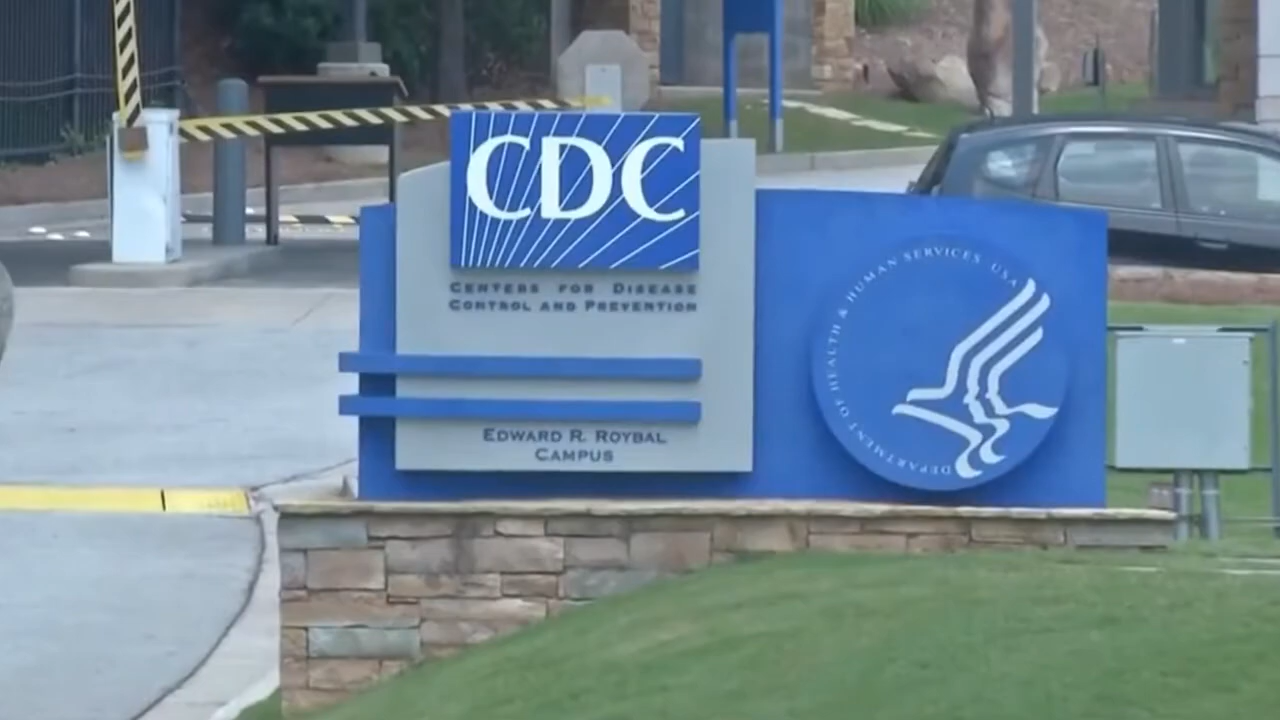 CDC
CENTERS FOR DISEASE
CONTROL AND PREVENTION
EDWARD R. ROYBAL
CAMPUS
DEPARTMENT OF HEALTH & HUMAN SERVICES USA